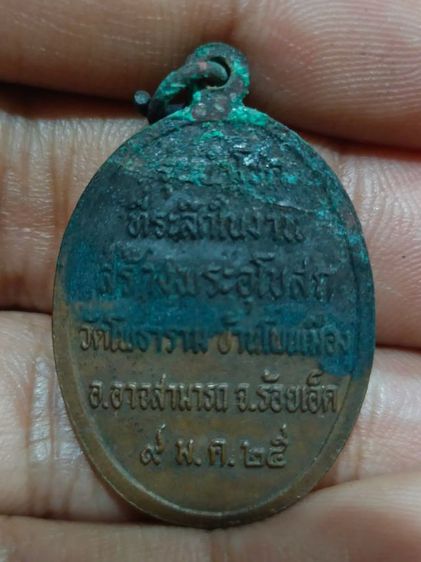 ที่ระลึกในงาน
สร้างพระอุโบสถ
วัดโพธาราม บ้านโนนเมือง
อ.อาจสามารถ จ.ร้อยเอ็ด
๙ พ.ค.๒๕